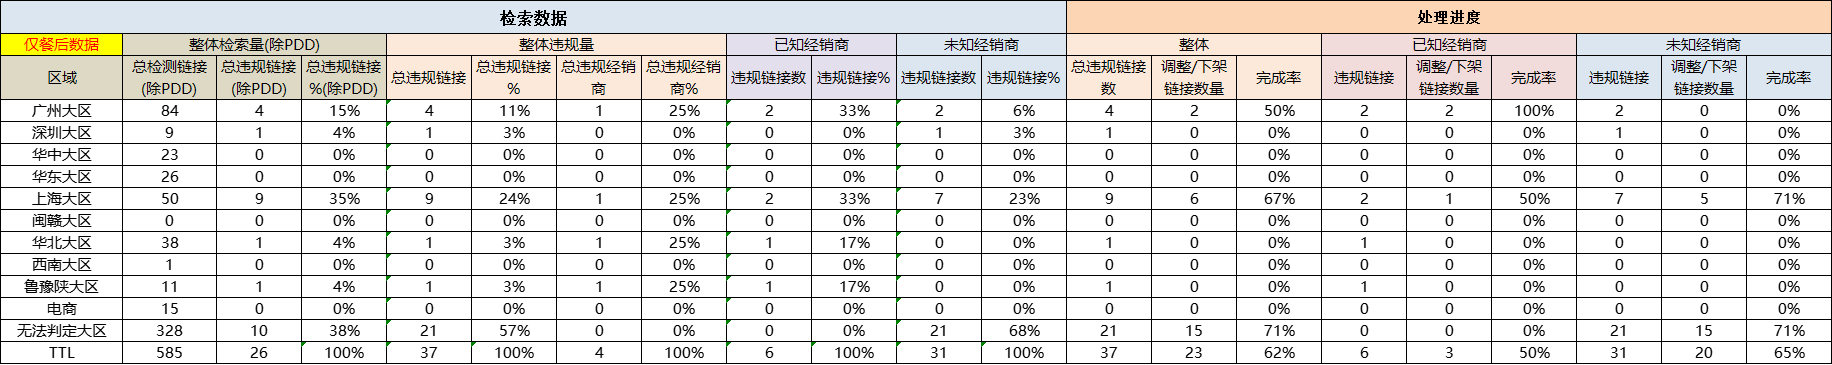 检索数据 处理进度
仅餐后数据 整体检索量(除PDD) 整体违规量 已知经销商 未知经销商 整体 已知经销商 未知经销商
区域 总检测链接(除PDD) 总违规链接(除PDD) 总违规链接%(除PDD) 总违规链接 总违规链接% 总违规经销商 总违规经销商% 违规链接数 违规链接% 违规链接数 违规链接% 总违规链接数 调整/下架链接数量 完成率 违规链接 调整/下架链接数量 完成率 违规链接 调整/下架链接数量 完成率
广州大区 84 4 15% 4 11% 1 25% 2 33% 2 6% 4 2 50% 2 2 100% 2 0 0%
深圳大区 9 1 4% 1 3% 0 0% 0 0% 1 3% 1 0 0% 0 0 0% 1 0 0%
华中大区 23 0 0% 0 0% 0 0% 0 0% 0 0% 0 0 0% 0 0 0% 0 0 0%
华东大区 26 0 0% 0 0% 0 0% 0 0% 0 0% 0 0 0% 0 0 0% 0 0 0%
上海大区 50 9 35% 9 24% 1 25% 2 33% 7 23% 9 6 67% 2 1 50% 7 5 71%
闽赣大区 0 0 0% 0 0% 0 0% 0 0% 0 0% 0 0 0% 0 0 0% 0 0 0%
华北大区 38 1 4% 1 3% 1 25% 1 17% 0 0% 1 0 0% 1 0 0% 0 0 0%
西南大区 1 0 0% 0 0% 0 0% 0 0% 0 0% 0 0 0% 0 0 0% 0 0 0%
鲁豫陕大区 11 1 4% 1 3% 1 25% 1 17% 0 0% 1 0 0% 1 0 0% 0 0 0%
电商 15 0 0% 0 0% 0 0% 0 0% 0 0% 0 0 0% 0 0 0% 0 0 0%
无法判定大区 328 10 38% 21 57% 0 0% 0 0% 21 68% 21 15 71% 0 0 0% 21 15 71%
TTL 585 26 100% 37 100% 4 100% 6 100% 31 100% 37 23 62% 6 3 50% 31 20 65%